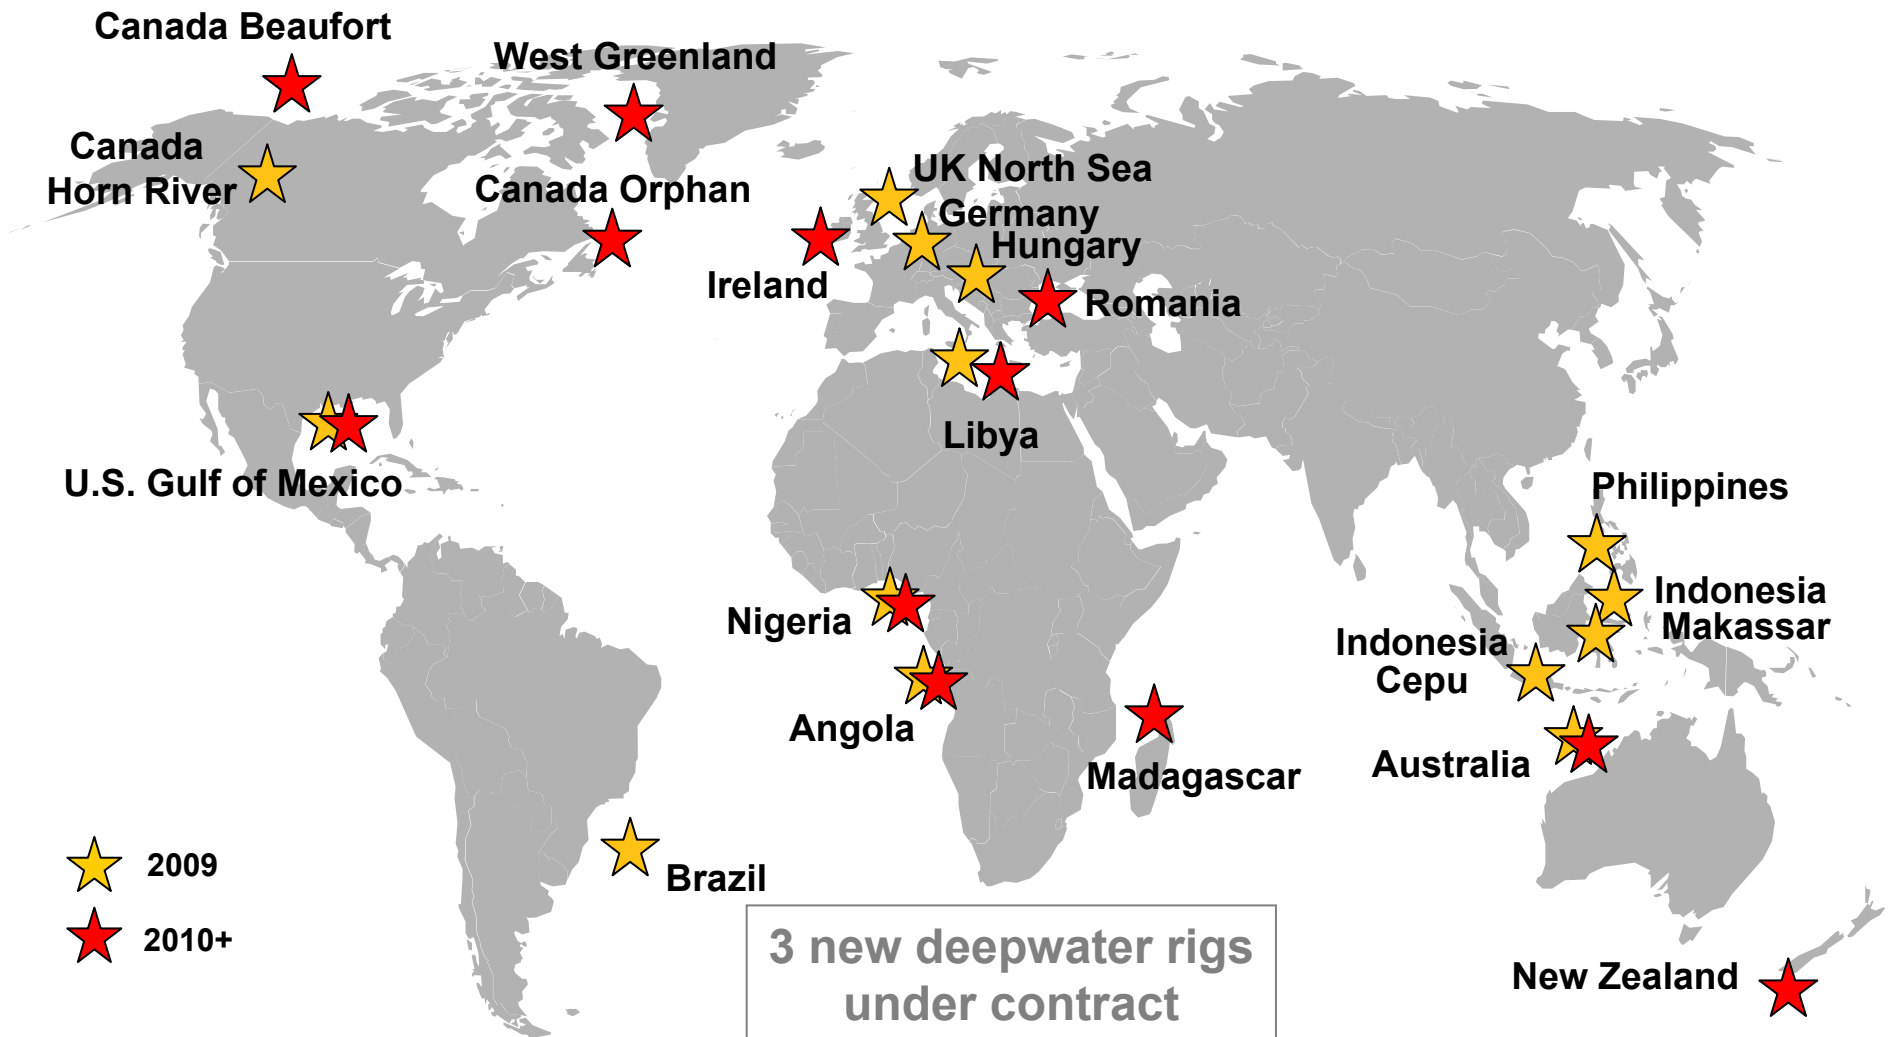 Canada Beaufort
West Greenland
Canada
Horn River
Canada Orphan
UK North Sea
Germany
Hungary
Ireland
Romania
Libya
U.S. Gulf of Mexico
Philippines
Nigeria
Indonesia
Makassar
Indonesia
Cepu
Angola
Madagascar
Australia
2009
Brazil
2010+
3 new deepwater rigs
under contract
New Zealand